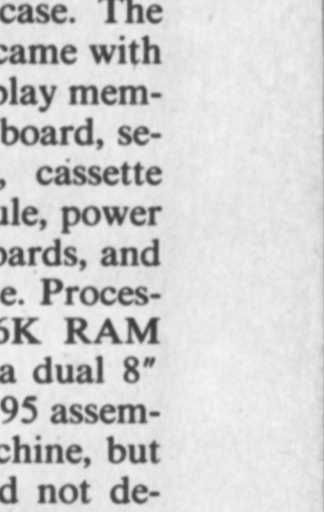 case. The
came with
play mem-
board, se-
, cassette
ule, power
oards, and
e. Proces-
6K RAM
a dual 8″
95 assem-
chine, but
d not de-